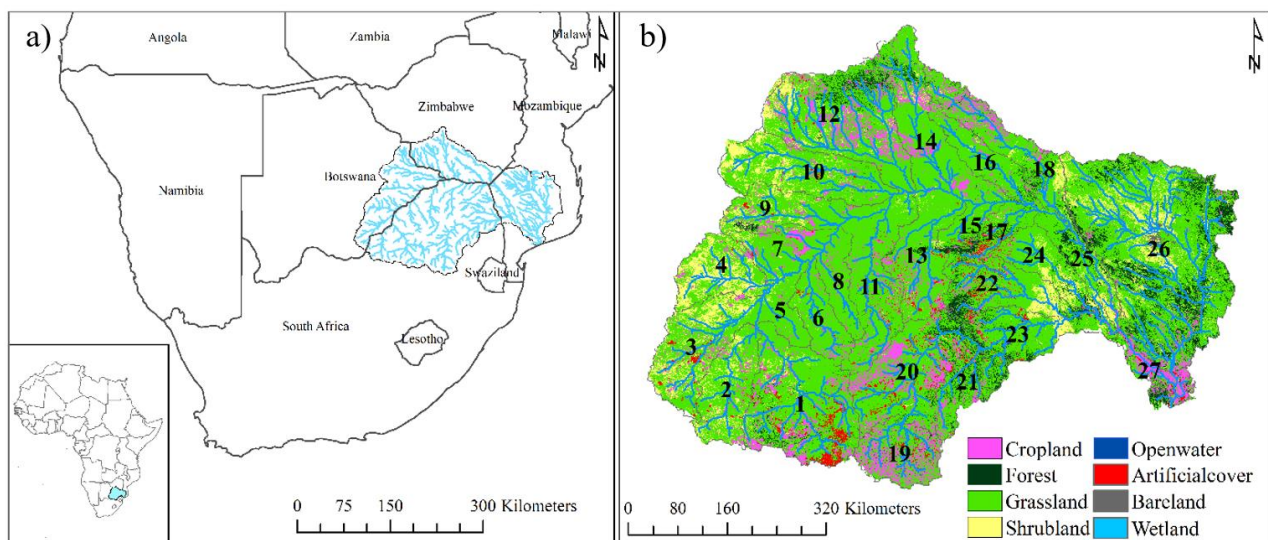 a)
Angola
Zambia
Malawi
N
Zimbabwe
Mozambique
Namibia
Botswana
Swaziland
South Africa
Lesotho
0 75 150 300 Kilometers
b)
N
12
14
16
18
10
9
15 17
7
13
24
25
26
4
8
11
22
5
6
23
3
20
27
2
21
1
19
0 80 160 320 Kilometers
Cropland
Forest
Grassland
Shrubland
Openwater
Artificialcover
Bareland
Wetland